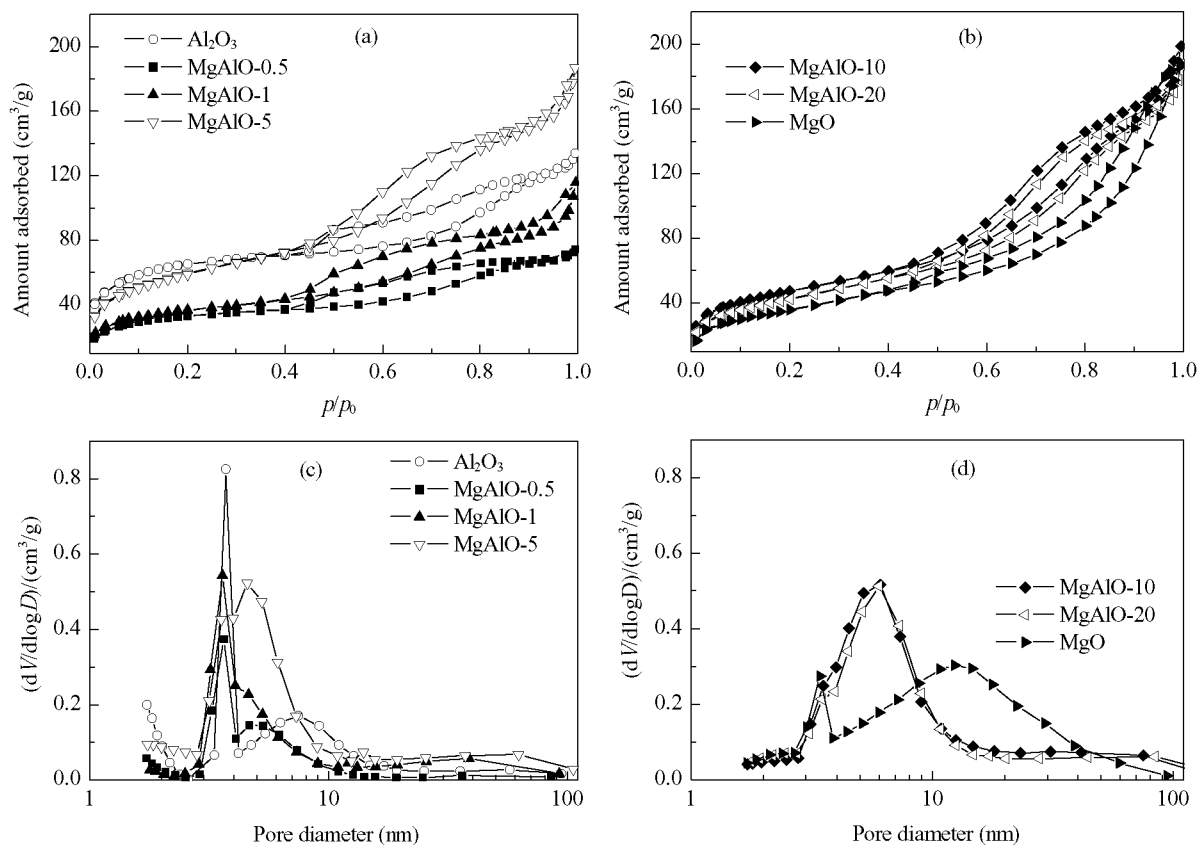 (a)
Al₂O₃
MgAlO-0.5
MgAlO-1
MgAlO-5
200
160
120
80
40
Amount adsorbed (cm³/g)
0.0 0.2 0.4 0.6 0.8 1.0
p/p₀
(b)
MgAlO-10
MgAlO-20
MgO
200
160
120
80
40
Amount adsorbed (cm³/g)
0.0 0.2 0.4 0.6 0.8 1.0
p/p₀
(c)
Al₂O₃
MgAlO-0.5
MgAlO-1
MgAlO-5
0.8
0.6
0.4
0.2
0.0
(dV/dlogD)/(cm³/g)
1 10 100
Pore diameter (nm)
(d)
MgAlO-10
MgAlO-20
MgO
0.8
0.6
0.4
0.2
0.0
(dV/dlogD)/(cm³/g)
1 10 100
Pore diameter (nm)